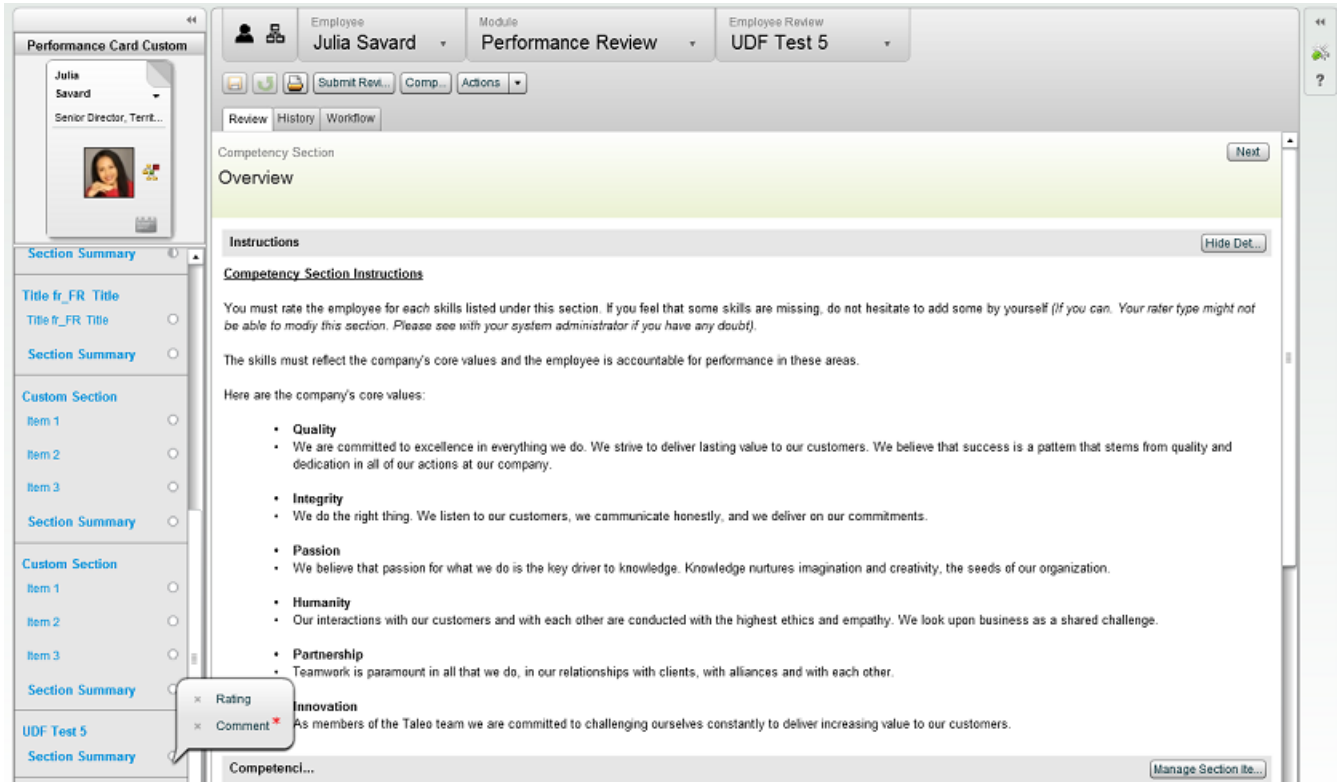 Performance Card Custom
Julia
Savard
Senior Director, Territ...
Section Summary
Title fr_FR Title
Title fr_FR Title
Section Summary
Custom Section
Item 1
Item 2
Item 3
Section Summary
Custom Section
Item 1
Item 2
Item 3
Section Summary
UDF Test 5
Section Summary
Rating
Comment *
Employee
Julia Savard
Module
Performance Review
Employee Review
UDF Test 5
Submit Revi... Comp... Actions
Review History Workflow
Competency Section
Next
Overview
Instructions
Hide Det...
Competency Section Instructions
You must rate the employee for each skills listed under this section. If you feel that some skills are missing, do not hesitate to add some by yourself (If you can. Your rater type might not
be able to modiy this section. Please see with your system administrator if you have any doubt).
The skills must reflect the company's core values and the employee is accountable for performance in these areas.
Here are the company's core values:
• Quality
• We are committed to excellence in everything we do. We strive to deliver lasting value to our customers. We believe that success is a pattern that stems from quality and
dedication in all of our actions at our company.
• Integrity
• We do the right thing. We listen to our customers, we communicate honestly, and we deliver on our commitments.
• Passion
• We believe that passion for what we do is the key driver to knowledge. Knowledge nurtures imagination and creativity, the seeds of our organization.
• Humanity
• Our interactions with our customers and with each other are conducted with the highest ethics and empathy. We look upon business as a shared challenge.
• Partnership
• Teamwork is paramount in all that we do, in our relationships with clients, with alliances and with each other.
Innovation
As members of the Taleo team we are committed to challenging ourselves constantly to deliver increasing value to our customers.
Competenci...
Manage Section Ite...
?